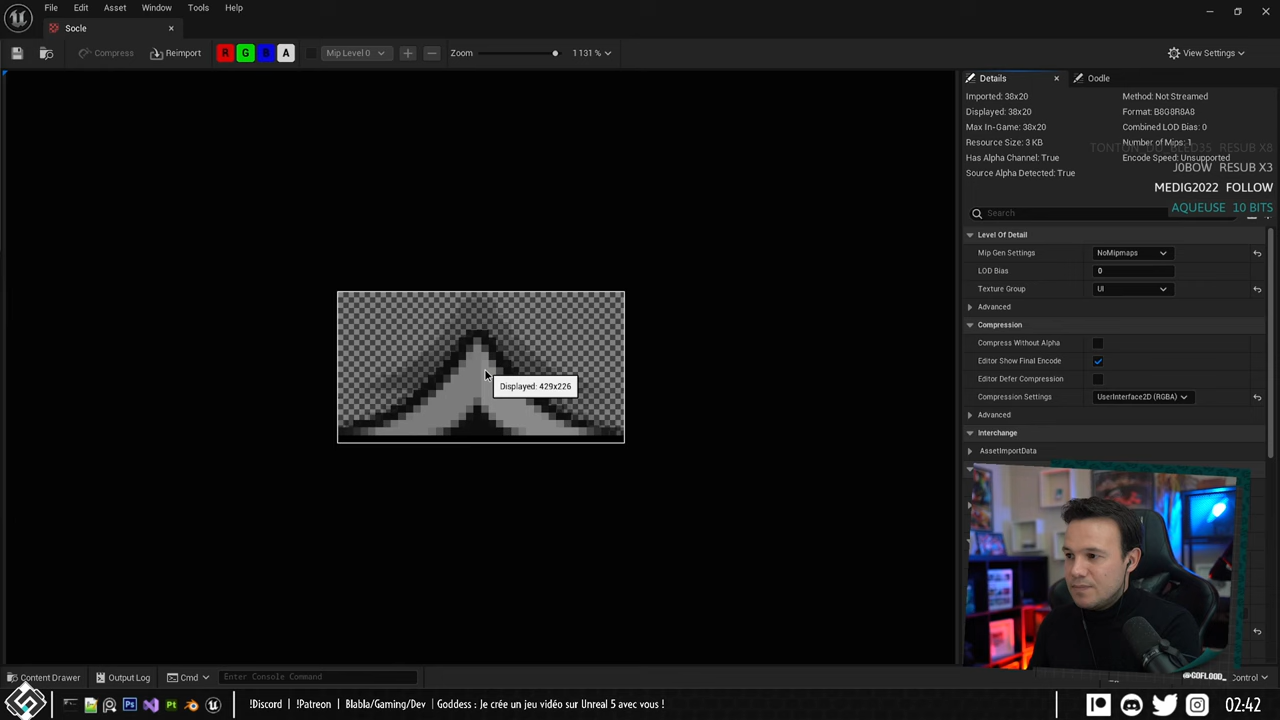 File Edit Asset Window Tools Help
Socle
Compress Reimport R G B A Mip Level 0 Zoom 1131% View Settings
Details Oodle
Imported: 38x20 Method: Not Streamed
Displayed: 38x20 Format: B8G8R8A8
Max In-Game: 38x20 Combined LOD Bias: 0
Resource Size: 3 KB Number of Mips: 1
TONTON_DU_BLED35 RESUB X8
Has Alpha Channel: True Encode Speed: Unsupported
J0BOW RESUB X3
Source Alpha Detected: True
MEDIG2022 FOLLOW
AQUEUSE 10 BITS
Search
Level Of Detail
Mip Gen Settings NoMipmaps
LOD Bias 0
Texture Group UI
Advanced
Compression
Compress Without Alpha
Editor Show Final Encode
Editor Defer Compression
Compression Settings UserInterface2D (RGBA)
Advanced
Interchange
AssetImportData
Displayed: 429x226
Content Drawer Output Log Cmd Enter Console Command
Control
!Discord !Patreon Blabla/Gaming/Dev Goddess : Je crée un jeu vidéo sur Unreal 5 avec vous ! 02:42